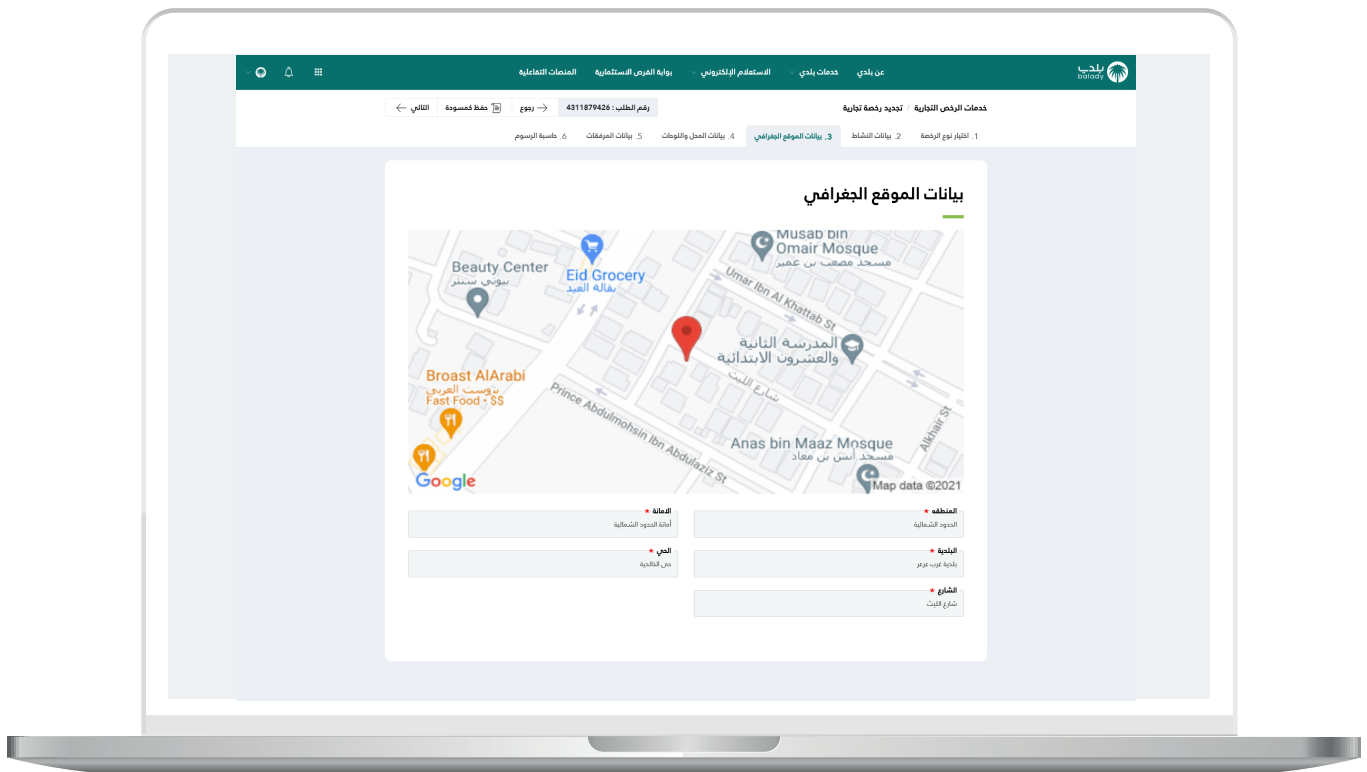 بلدي
balady
عن بلدي
خدمات بلدي
الاستعلام الإلكتروني
بوابة الفرص الاستثمارية
المنصات التفاعلية
خدمات الرخص التجارية / تجديد رخصة تجارية
رقم الطلب : 4311879426
رجوع
حفظ كمسودة
التالي
1. اختيار نوع الرخصة
2. بيانات النشاط
3. بيانات الموقع الجغرافي
4. بيانات المحل واللوحات
5. بيانات المرفقات
6. حاسبة الرسوم
بيانات الموقع الجغرافي
Musab bin
Omair Mosque
مسجد مصعب بن عمير
Beauty Center
بيوتي سنتر
Eid Grocery
بقالة العيد
Umar Ibn Al Khattab St
المدرسة الثانية
والعشرون الابتدائية
شارع الليث
Broast AlArabi
بروست العربي
Fast Food • $$
Prince Abdulmohsin Ibn Abdulaziz St
Anas bin Maaz Mosque
مسجد أنس بن معاذ
Alkhair St
Google
Map data ©2021
المنطقه *
الحدود الشمالية
الامانة *
أمانة الحدود الشمالية
البلدية *
بلدية غرب عرعر
الحي *
حى الخالدية
الشارع *
شارع الليث